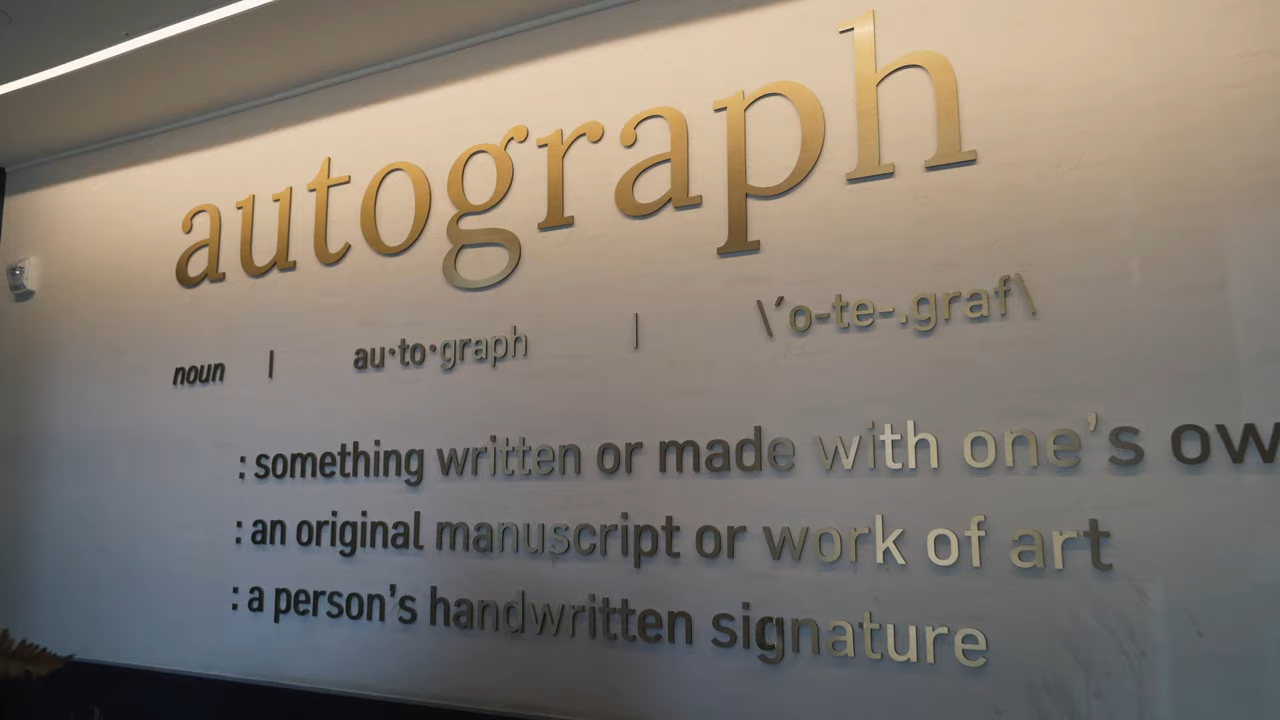 autograph
noun | au·to·graph | \´o-te-.graf\
: something written or made with one's ow
: an original manuscript or work of art
: a person's handwritten signature